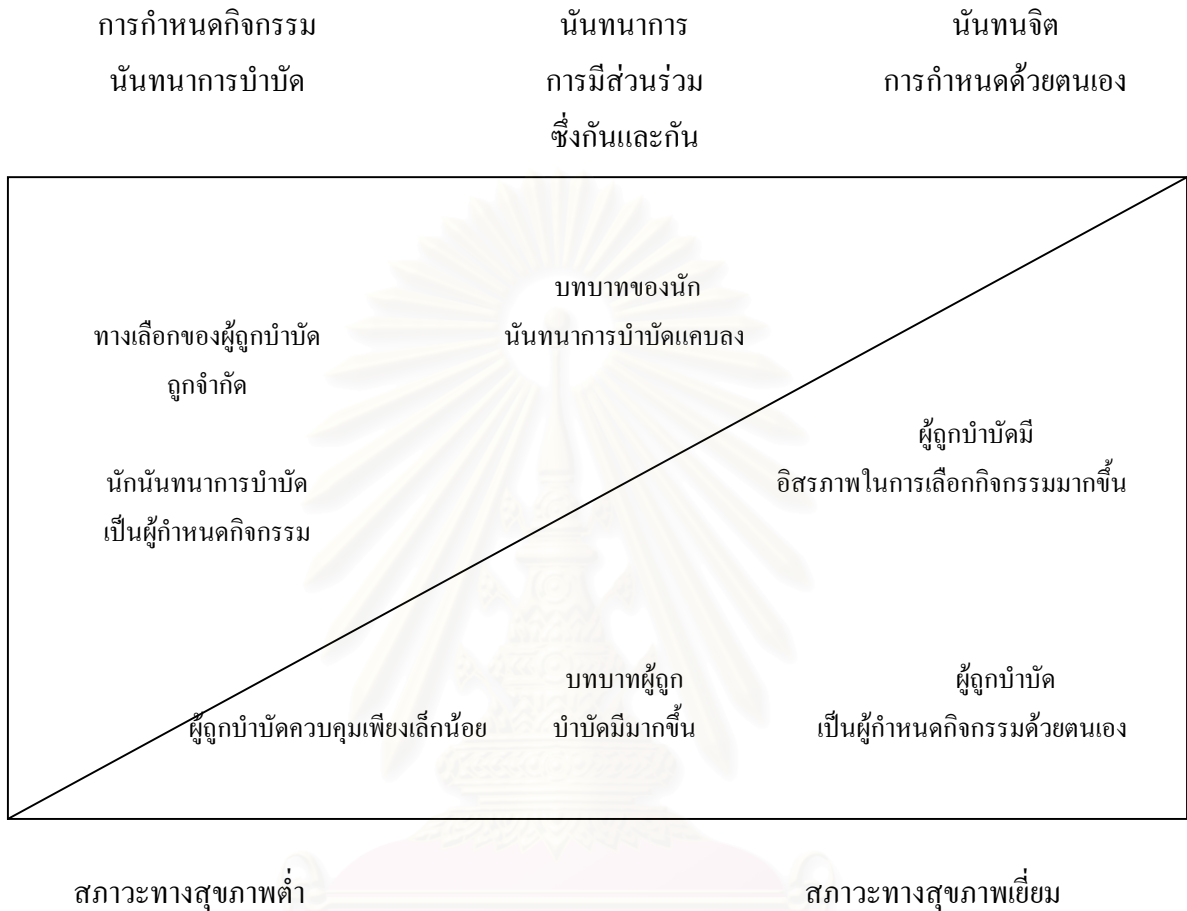 การกำหนดกิจกรรม
นันทนาการบำบัด
นันทนาการ
การมีส่วนร่วม
ซึ่งกันและกัน
นันทนจิต
การกำหนดด้วยตนเอง
ทางเลือกของผู้ถูกบำบัด
ถูกจำกัด
นักนันทนาการบำบัด
เป็นผู้กำหนดกิจกรรม
บทบาทของนัก
นันทนาการบำบัดแคบลง
ผู้ถูกบำบัดมี
อิสรภาพในการเลือกกิจกรรมมากขึ้น
ผู้ถูกบำบัดควบคุมเพียงเล็กน้อย
บทบาทผู้ถูก
บำบัดมีมากขึ้น
ผู้ถูกบำบัด
เป็นผู้กำหนดกิจกรรมด้วยตนเอง
สภาวะทางสุขภาพต่ำ
สภาวะทางสุขภาพเยี่ยม